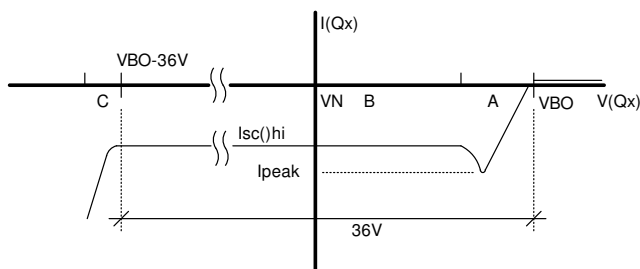 I(Qx)
VBO-36V
C
VN B
A
VBO
V(Qx)
Isc()hi
Ipeak
36V